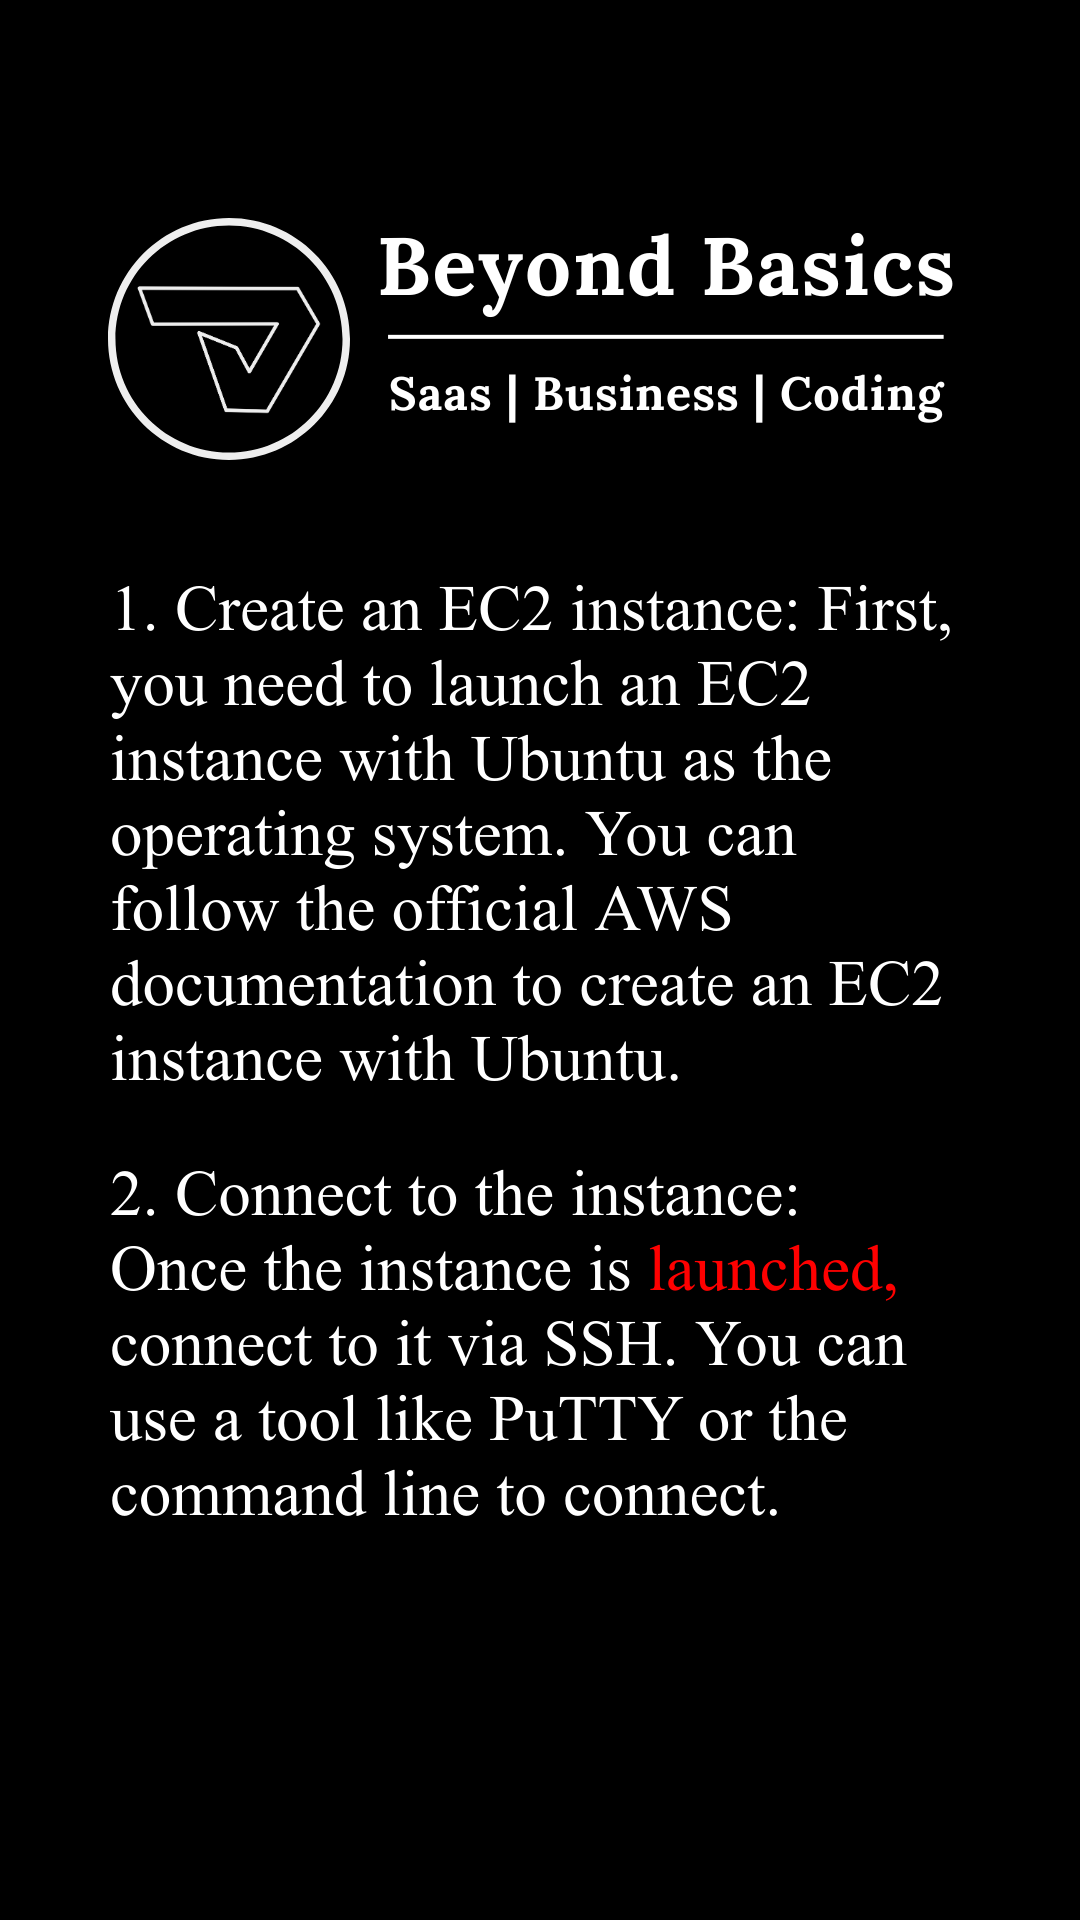 Beyond Basics
Saas | Business | Coding
1. Create an EC2 instance: First,
you need to launch an EC2
instance with Ubuntu as the
operating system. You can
follow the official AWS
documentation to create an EC2
instance with Ubuntu.
2. Connect to the instance:
Once the instance is launched,
connect to it via SSH. You can
use a tool like PuTTY or the
command line to connect.